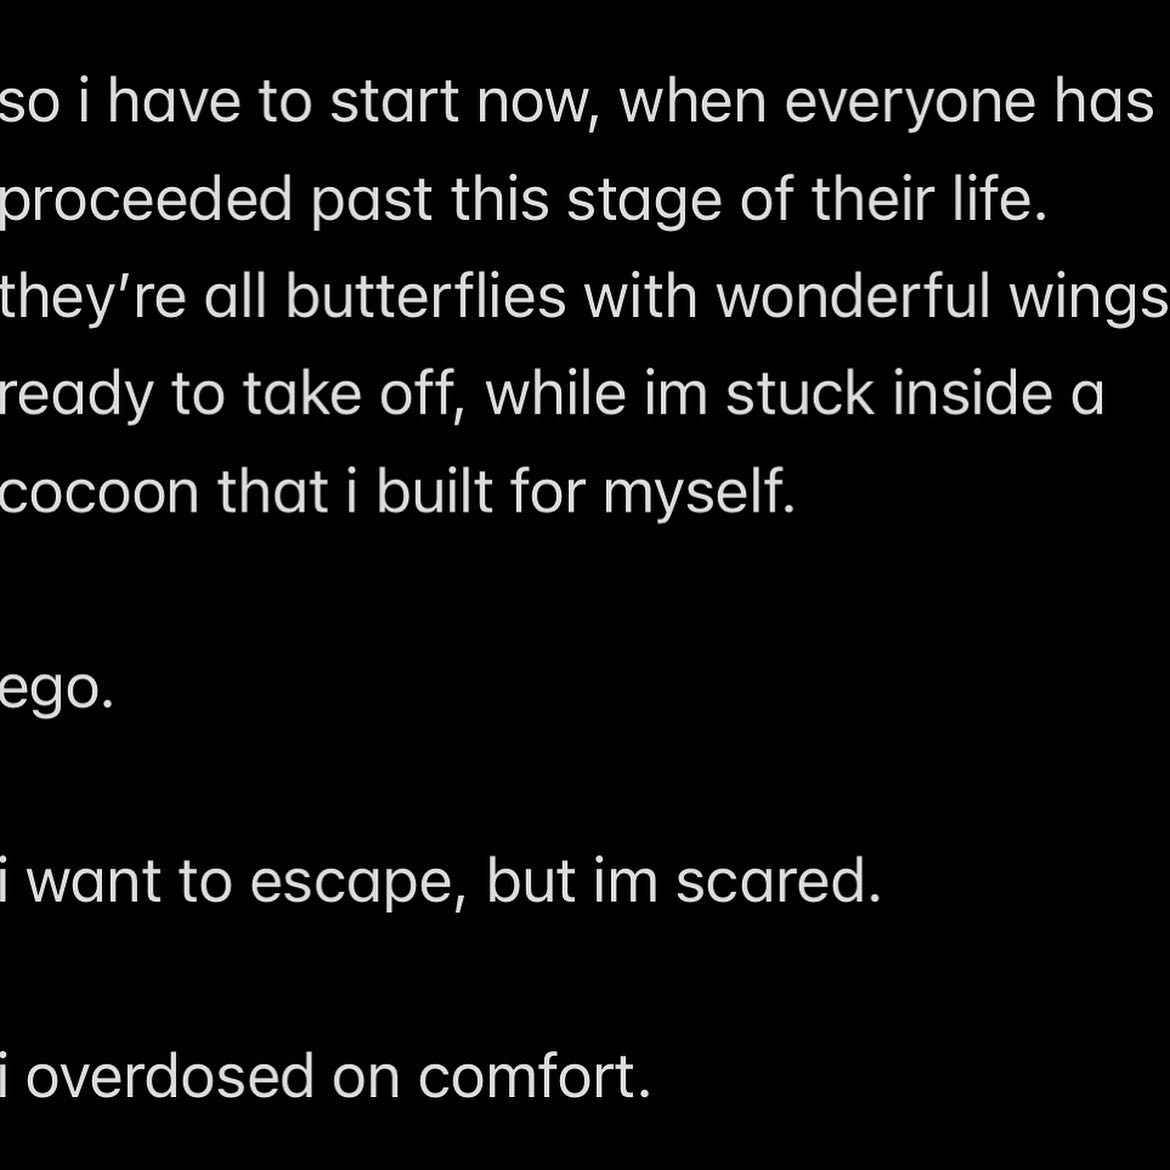 so i have to start now, when everyone has
proceeded past this stage of their life.
they’re all butterflies with wonderful wings
ready to take off, while im stuck inside a
cocoon that i built for myself.
ego.
i want to escape, but im scared.
i overdosed on comfort.